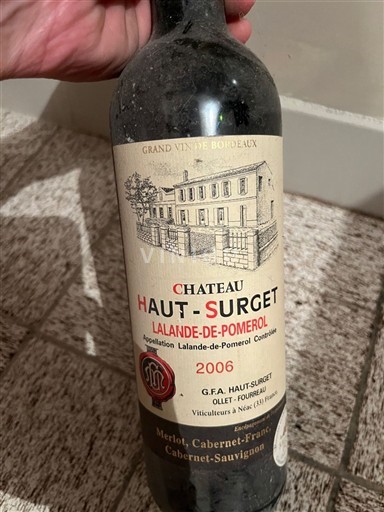 GRAND VIN DE BORDEAUX
CHATEAU
HAUT-SURGET
LALANDE-DE-POMEROL
Appellation Lalande-de-Pomerol Contrôlée
2006
G.F.A. HAUT-SURGET
OLLET-FOURREAU
Viticulteurs à Néac (33) France
Merlot, Cabernet-Franc,
Cabernet-Sauvignon